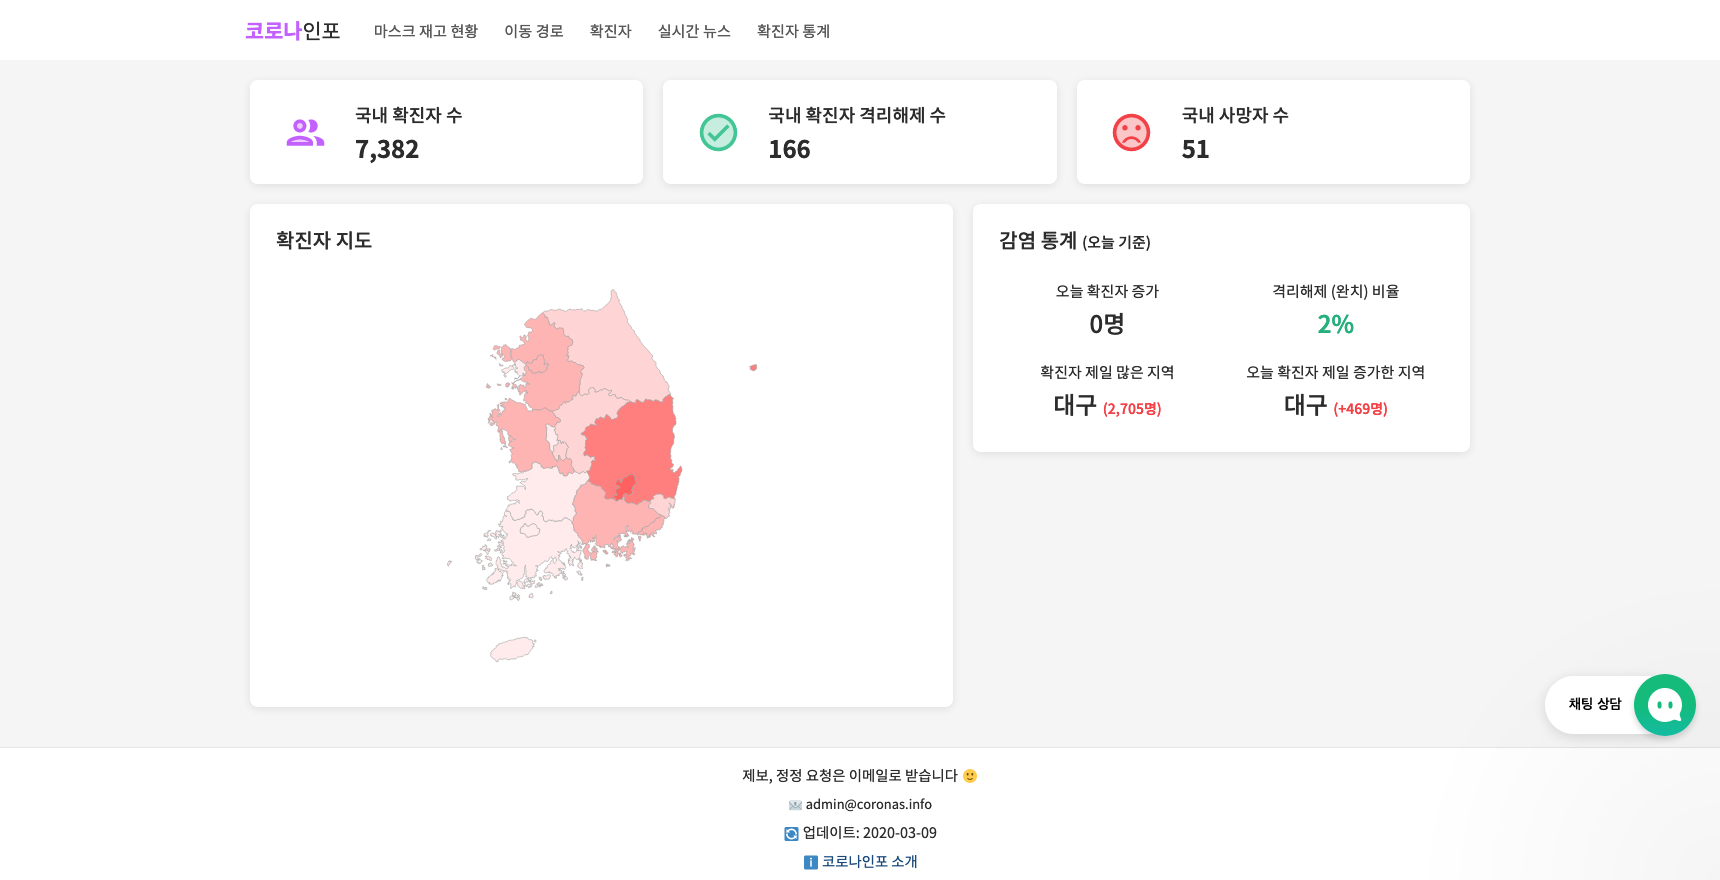 코로나인포 마스크 재고 현황 이동 경로 확진자 실시간 뉴스 확진자 통계
국내 확진자 수
7,382
국내 확진자 격리해제 수
166
국내 사망자 수
51
확진자 지도
감염 통계 (오늘 기준)
오늘 확진자 증가
0명
격리해제 (완치) 비율
2%
확진자 제일 많은 지역
대구 (2,705명)
오늘 확진자 제일 증가한 지역
대구 (+469명)
채팅 상담
제보, 정정 요청은 이메일로 받습니다 🙂
📧 admin@coronas.info
🔄 업데이트: 2020-03-09
ℹ️ 코로나인포 소개